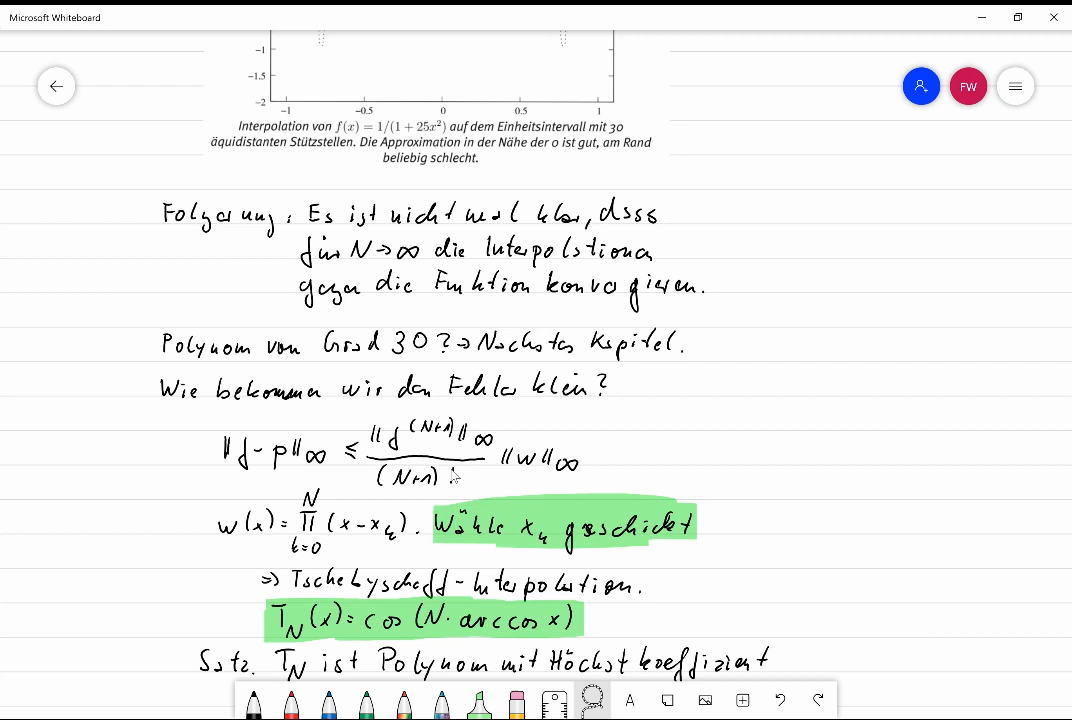 Microsoft Whiteboard
FW
-1
-1.5
-2
-1 -0.5 0 0.5 1
Interpolation von f(x) = 1/(1 + 25x²) auf dem Einheitsintervall mit 30
äquidistanten Stützstellen. Die Approximation in der Nähe der 0 ist gut, am Rand
beliebig schlecht.
Folgerung: Es ist nicht mal klar, dass
für N→∞ die Interpolationen
gegen die Funktion konvergieren.
Polynom von Grad 30? → Nächstes Kapitel.
Wie bekommen wir den Fehler klein?
‖f - p‖∞ ≤ ‖f^(N+1)‖∞ / (N+1)! ‖w‖∞
w(x) = ∏_{k=0}^{N} (x - x_k). Wähle x_k geschickt
⇒ Tschebyscheff-Interpolation.
T_N(x) = cos(N · arccos x)
Satz. T_N ist Polynom mit Höchstkoeffizient
A